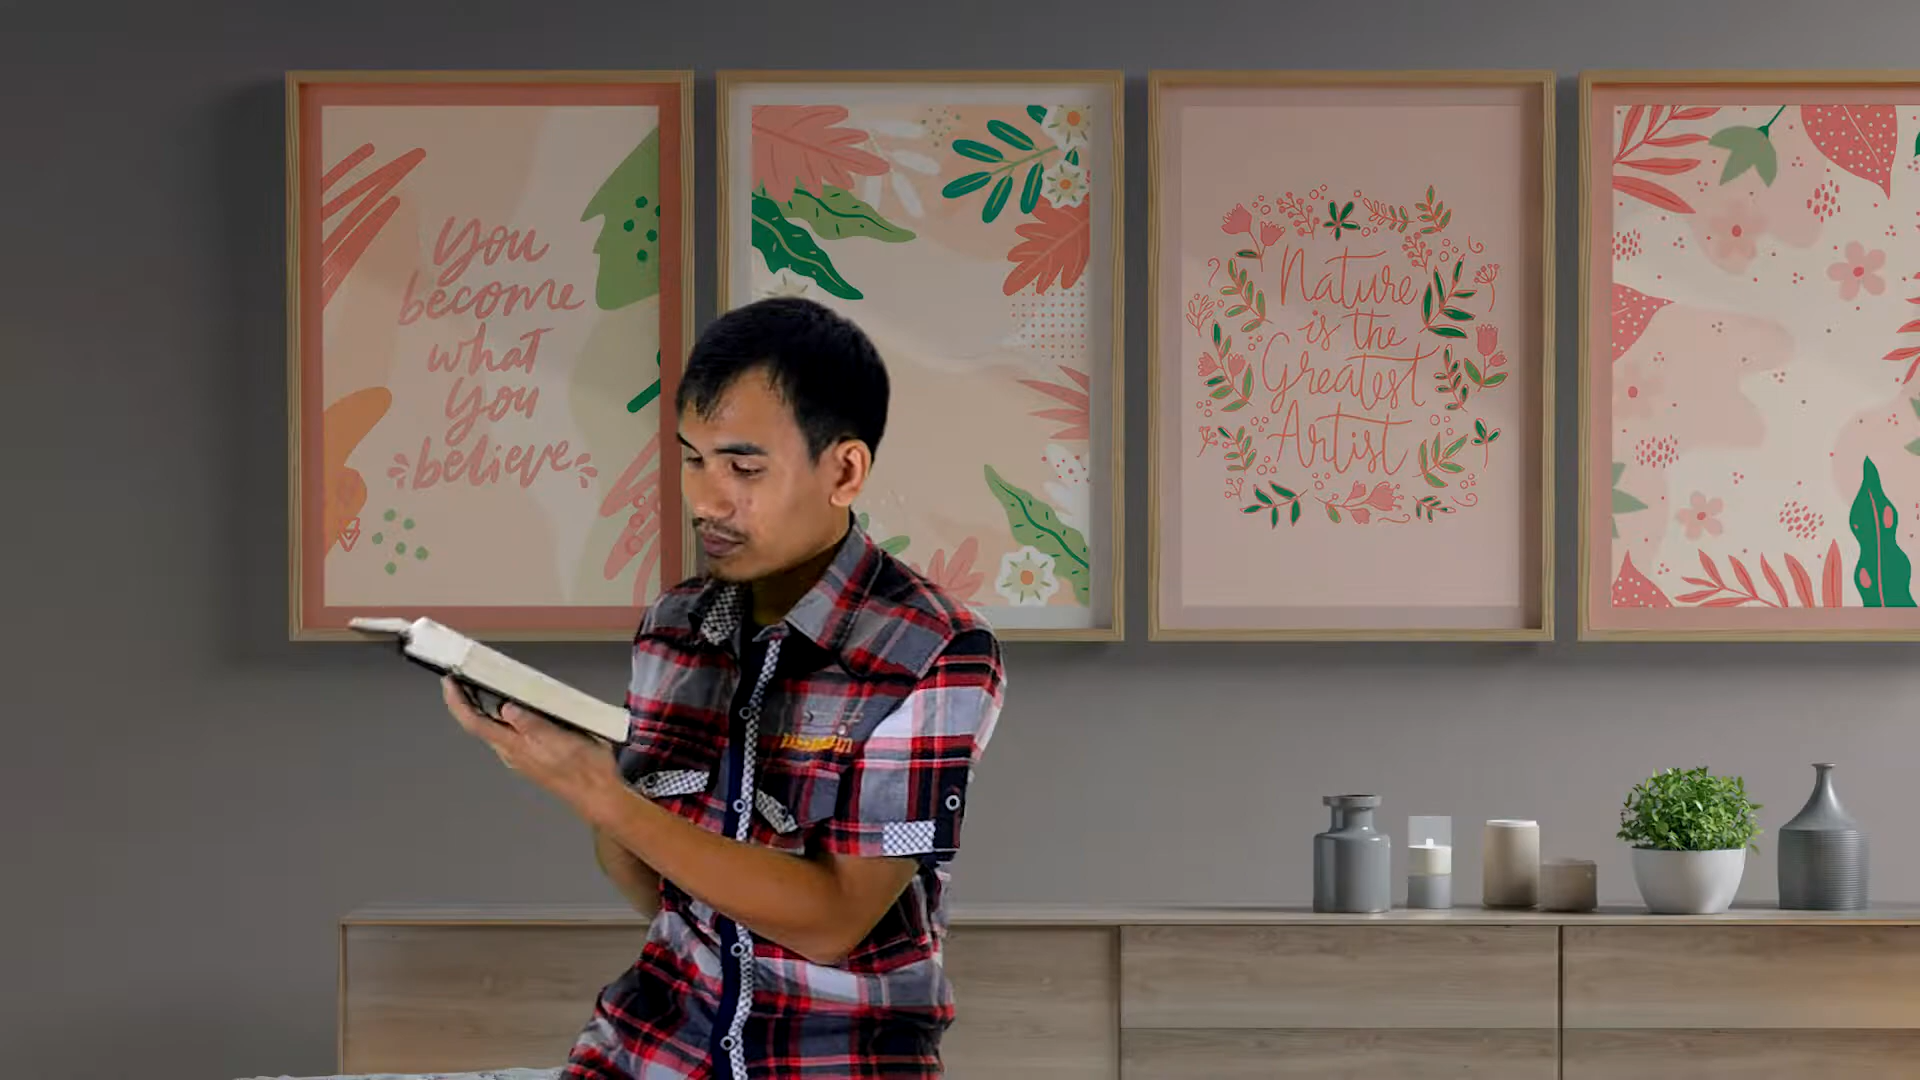 You
become
what
you
believe
Nature
is the
Greatest
Artist